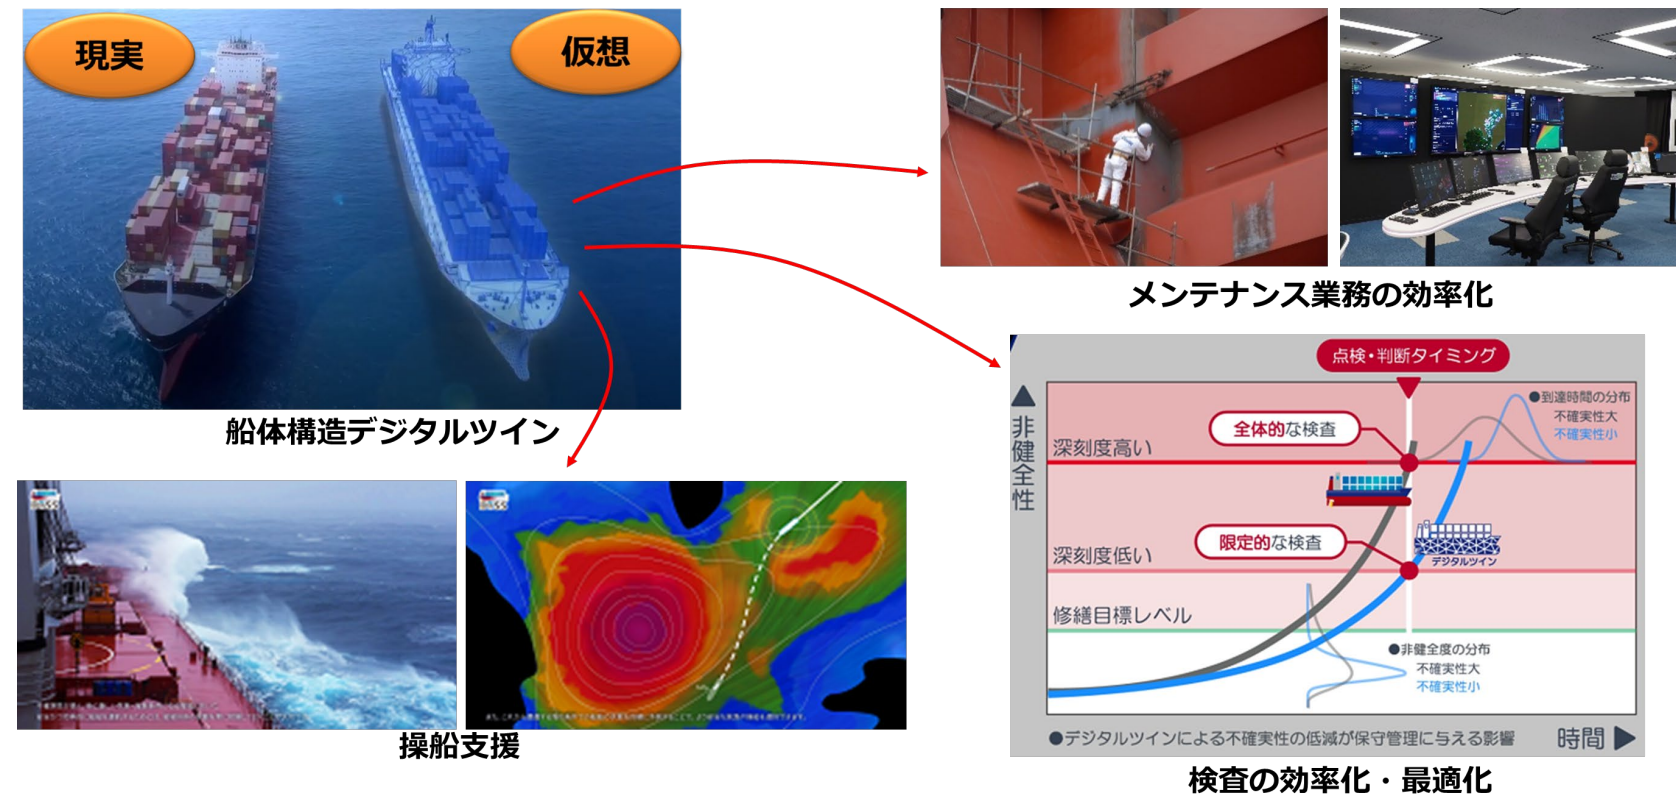 現実
仮想
船体構造デジタルツイン
メンテナンス業務の効率化
点検・判断タイミング
▲
非健全性
●到達時間の分布
不確実性大
不確実性小
全体的な検査
深刻度高い
限定的な検査
深刻度低い
デジタルツイン
修繕目標レベル
●非健全度の分布
不確実性大
不確実性小
●デジタルツインによる不確実性の低減が保守管理に与える影響
時間▶
検査の効率化・最適化
操船支援